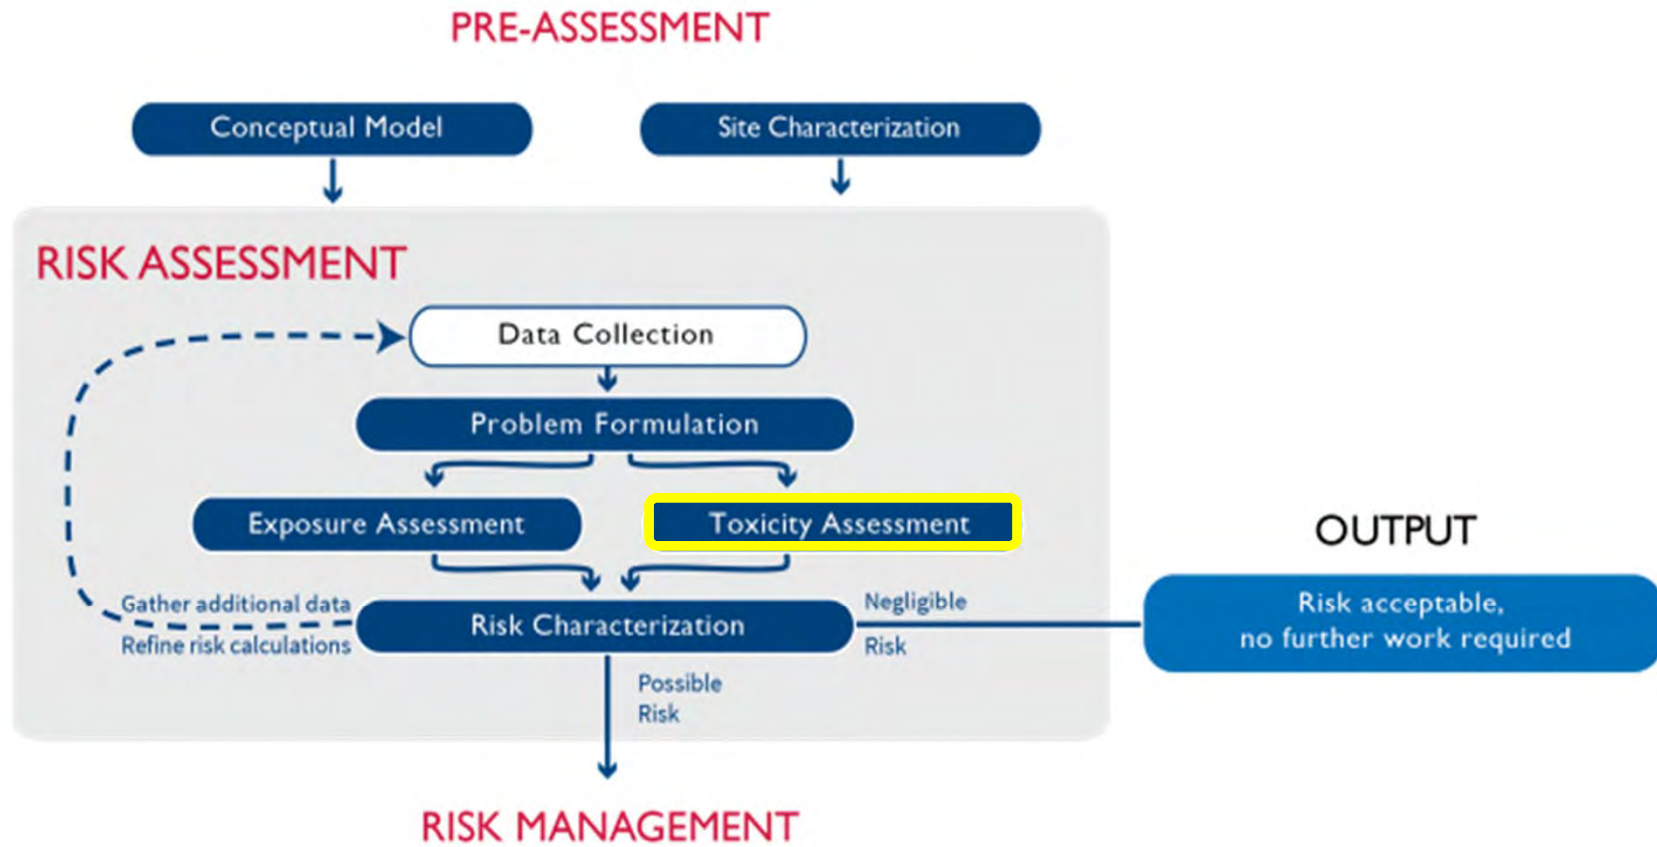 PRE-ASSESSMENT
Conceptual Model
Site Characterization
RISK ASSESSMENT
Data Collection
Problem Formulation
Exposure Assessment
Toxicity Assessment
Gather additional data
Refine risk calculations
Risk Characterization
Negligible
Risk
OUTPUT
Risk acceptable,
no further work required
Possible
Risk
RISK MANAGEMENT